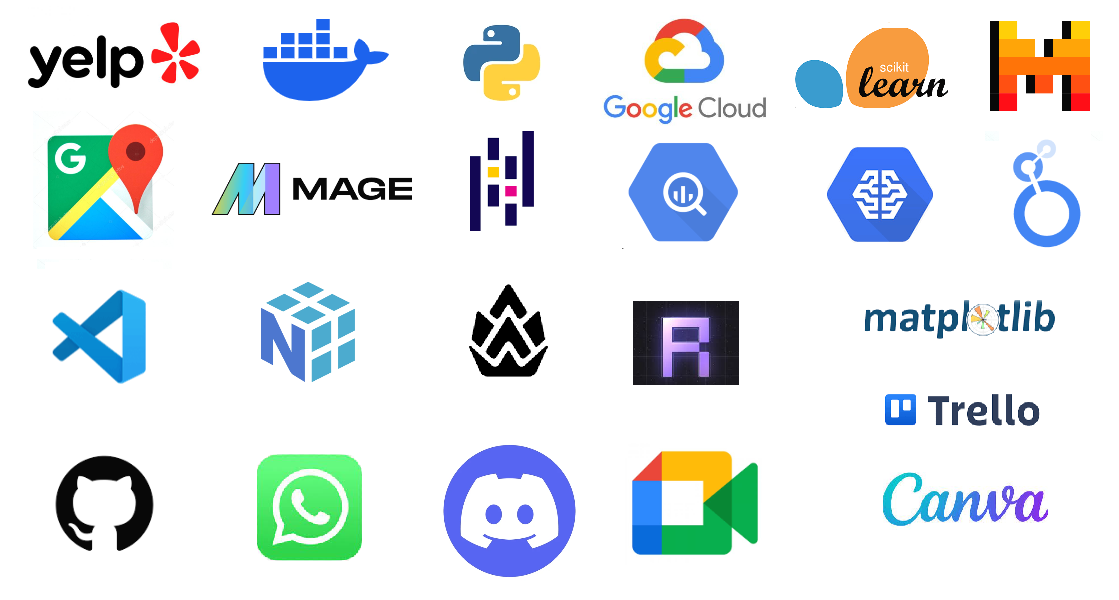 yelp
Google Cloud
scikit
learn
G
MAGE
N
matplotlib
R
Trello
Canva